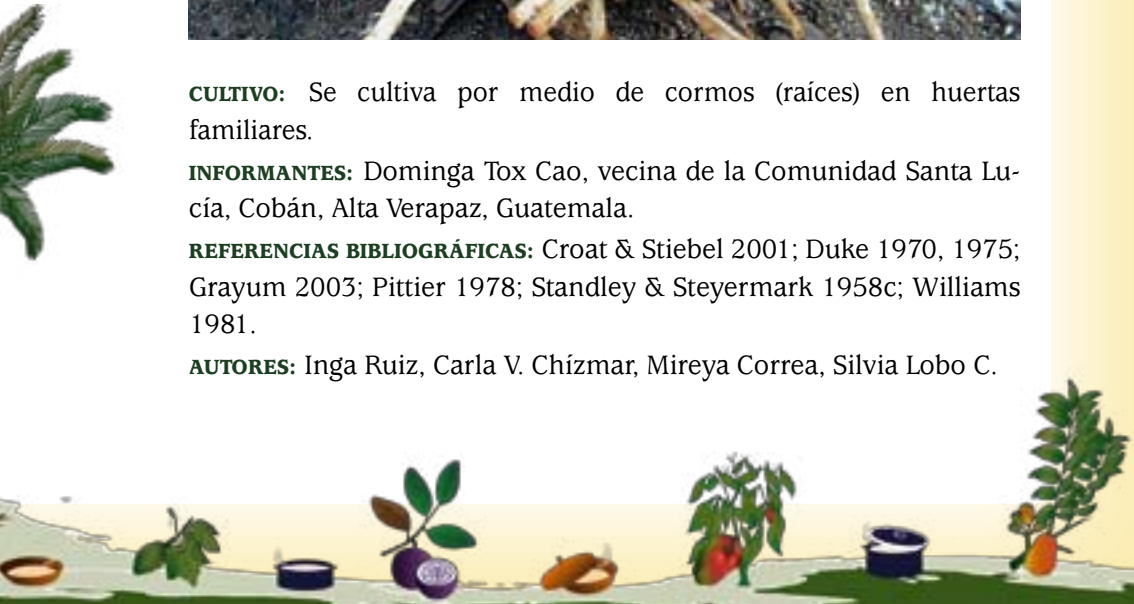 CULTIVO: Se cultiva por medio de cormos (raíces) en huertas
familiares.
INFORMANTES: Dominga Tox Cao, vecina de la Comunidad Santa Lu-
cía, Cobán, Alta Verapaz, Guatemala.
REFERENCIAS BIBLIOGRÁFICAS: Croat & Stiebel 2001; Duke 1970, 1975;
Grayum 2003; Pittier 1978; Standley & Steyermark 1958c; Williams
1981.
AUTORES: Inga Ruiz, Carla V. Chízmar, Mireya Correa, Silvia Lobo C.